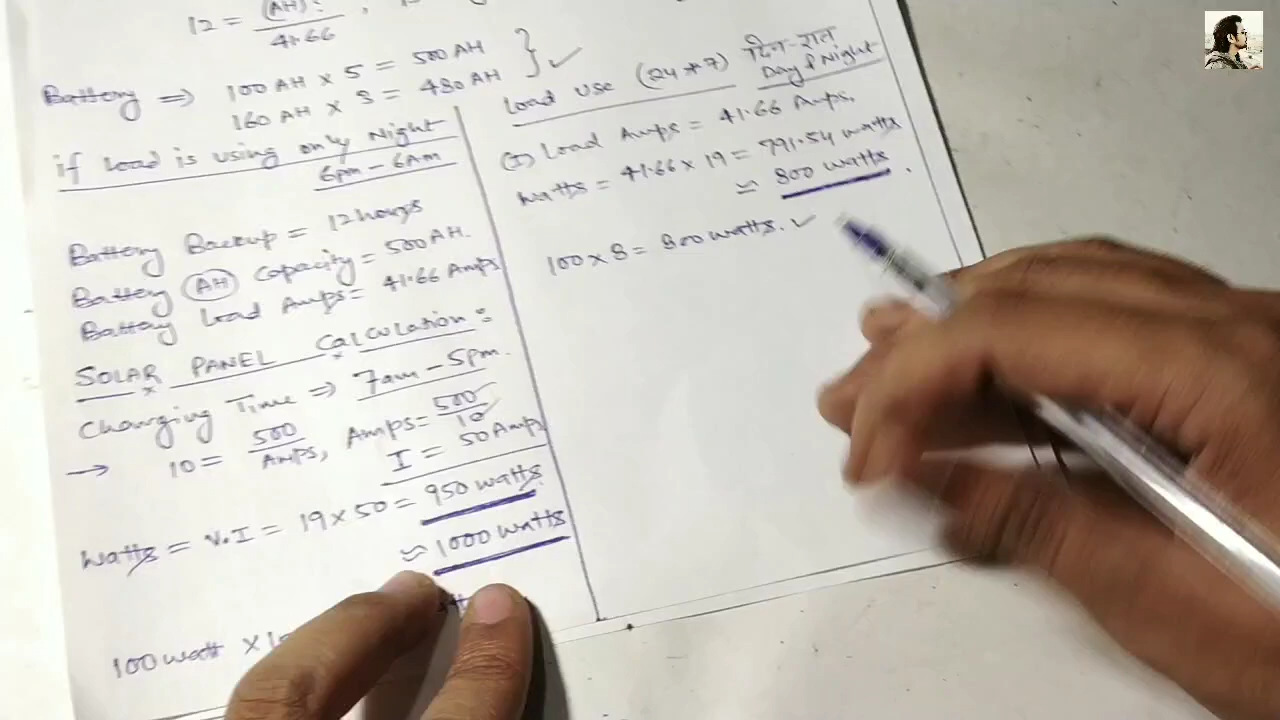 12 = (AH)
41.66
Battery ⇒ 100 AH x 5 = 500 AH
160 AH x 3 = 480 AH
if Load is using only Night
6pm - 6am
Battery Backup = 12 hours
Battery (AH) capacity = 500 AH.
Battery Load Amps = 41.66 Amps
SOLAR PANEL Calculation =
Charging Time ⇒ 7am - 5pm.
→ 10 = 500/Amps, Amps = 500/10
I = 50 Amps
Watts = V.I = 19 x 50 = 950 watts.
≈ 1000 watts
100 watt x
Load Use (24*7) दिन-रात
Day & Night
(I) Load Amps = 41.66 Amps.
Watts = 41.66 x 19 = 791.54 watts
≈ 800 watts.
100 x 8 = 800 watts. ✓